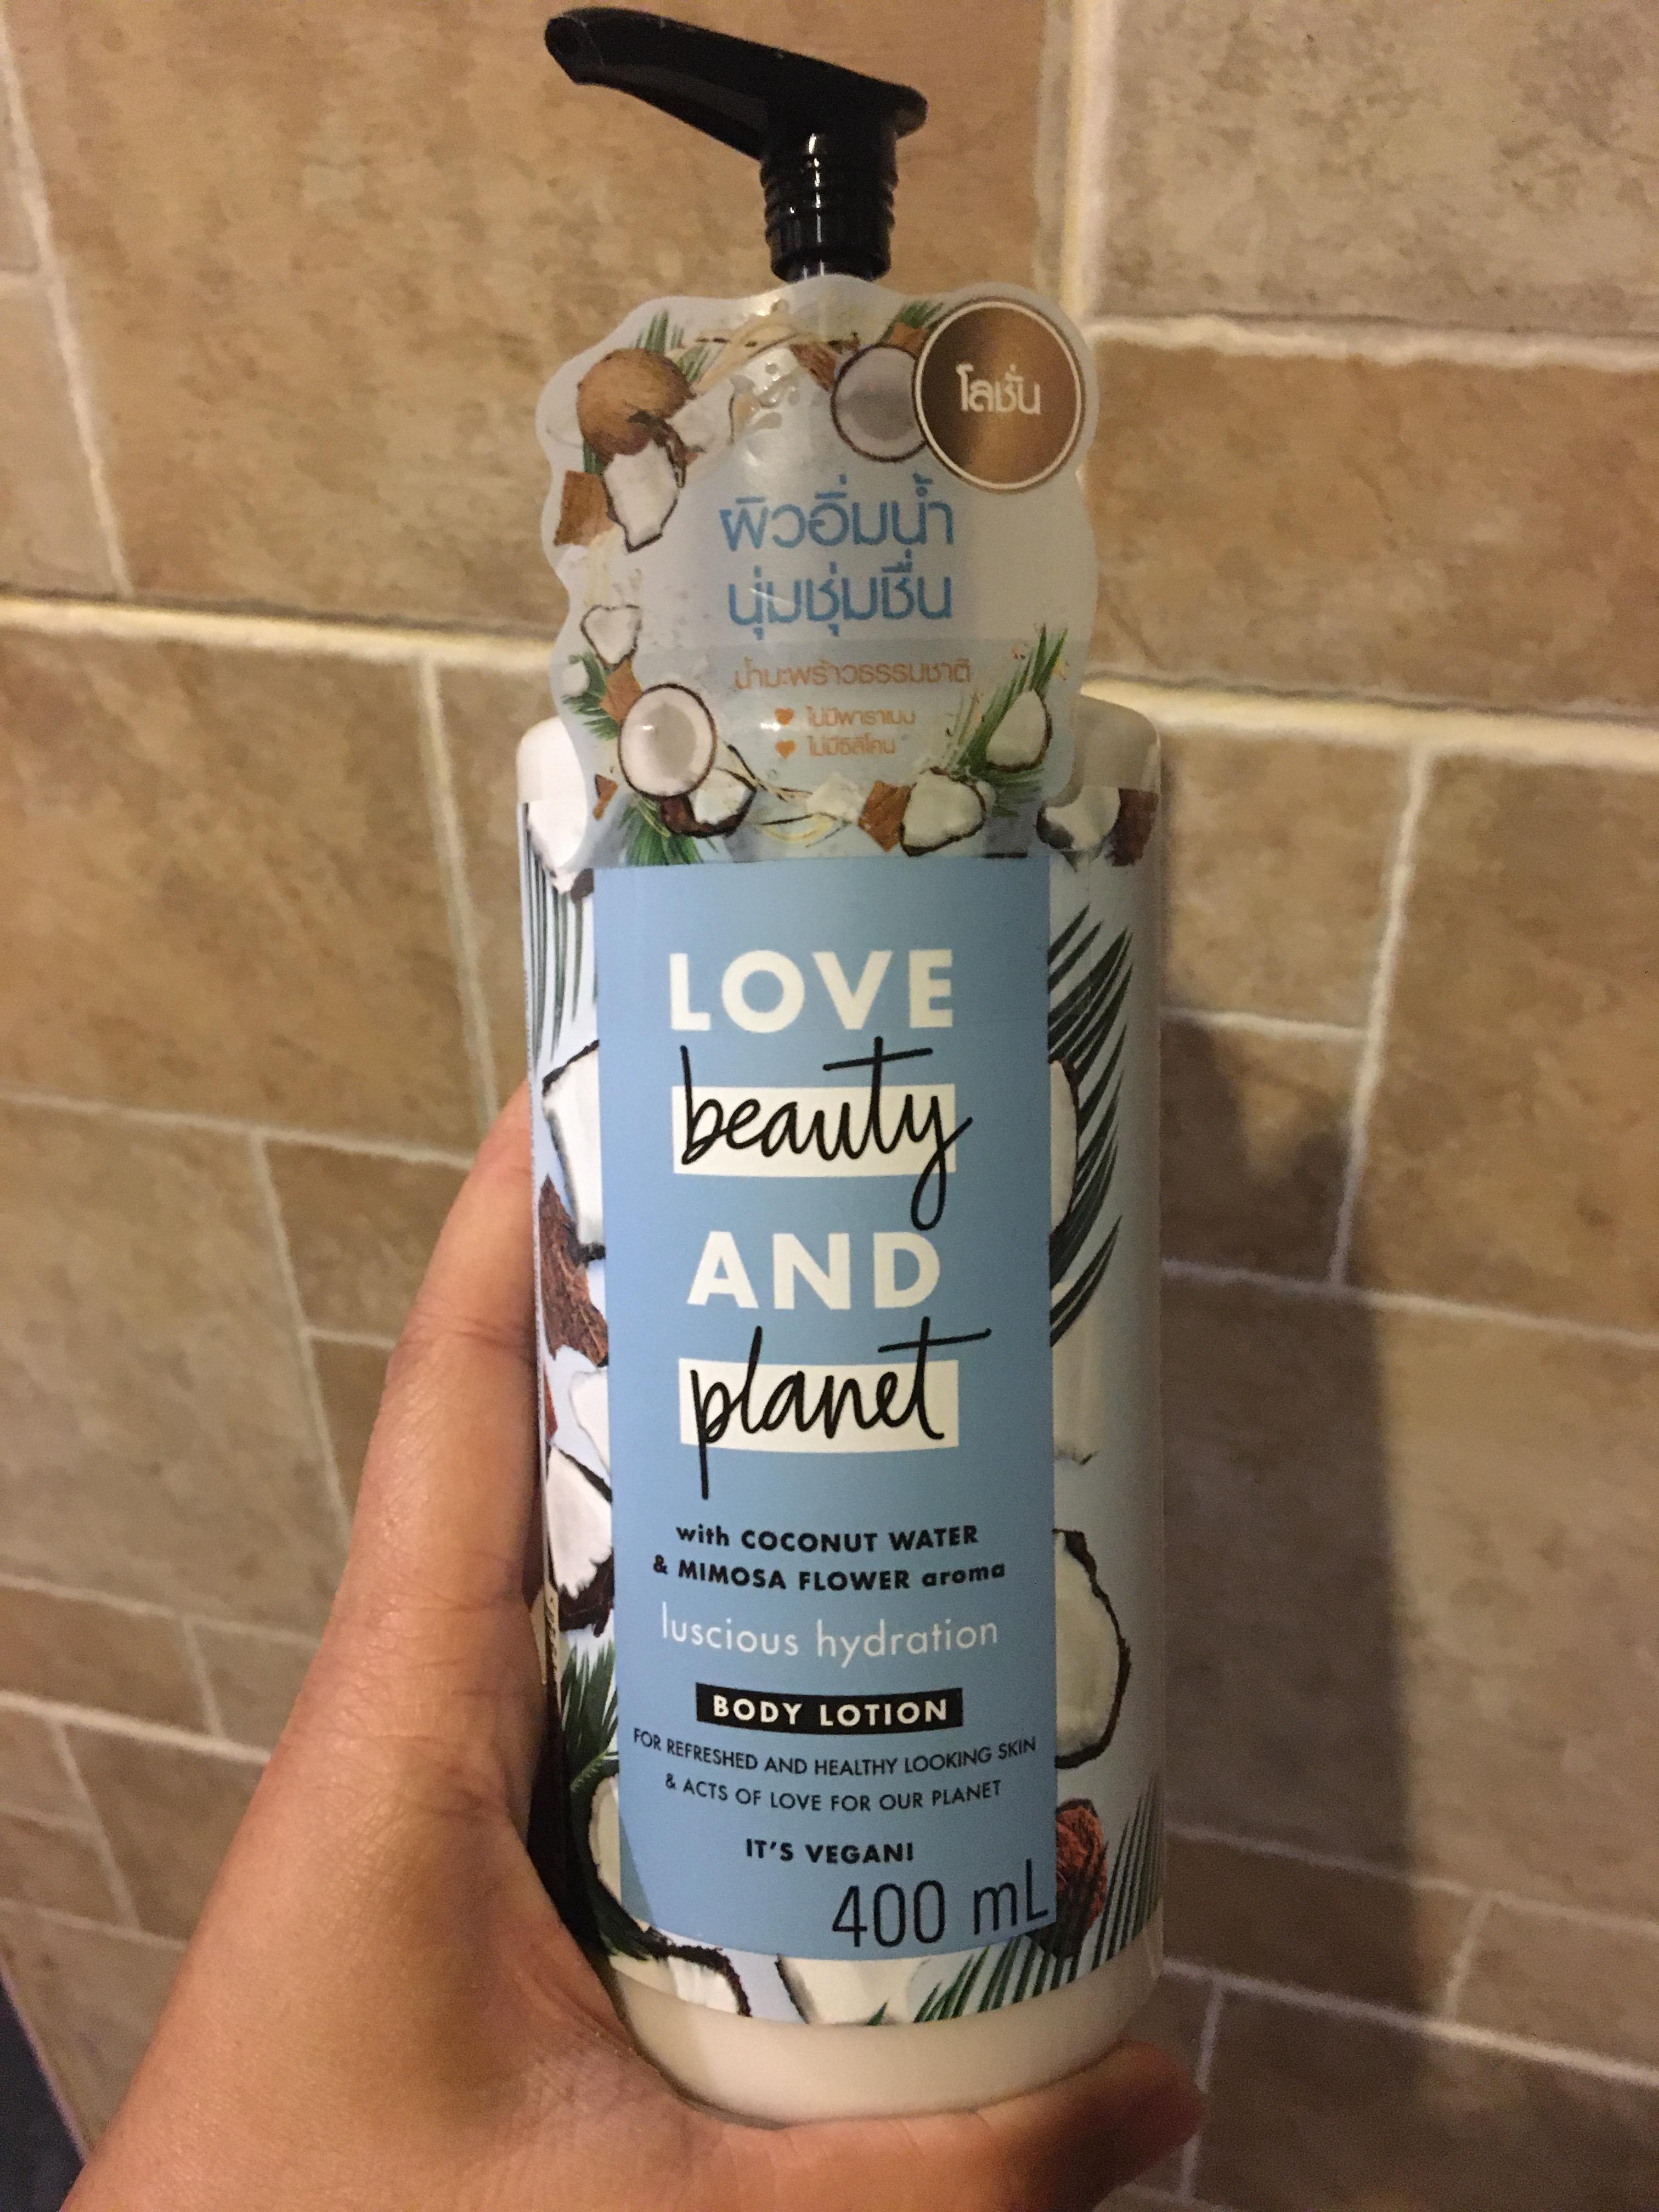 โลชั่น
ผิวอิ่มน้ำ
นุ่มชุ่มชื่น
น้ำมะพร้าวธรรมชาติ
ไม่มีพาราเบน
ไม่มีซิลิโคน
LOVE
beauty
AND
planet
with COCONUT WATER
& MIMOSA FLOWER aroma
luscious hydration
BODY LOTION
FOR REFRESHED AND HEALTHY LOOKING SKIN
& ACTS OF LOVE FOR OUR PLANET
IT'S VEGAN!
400 mL